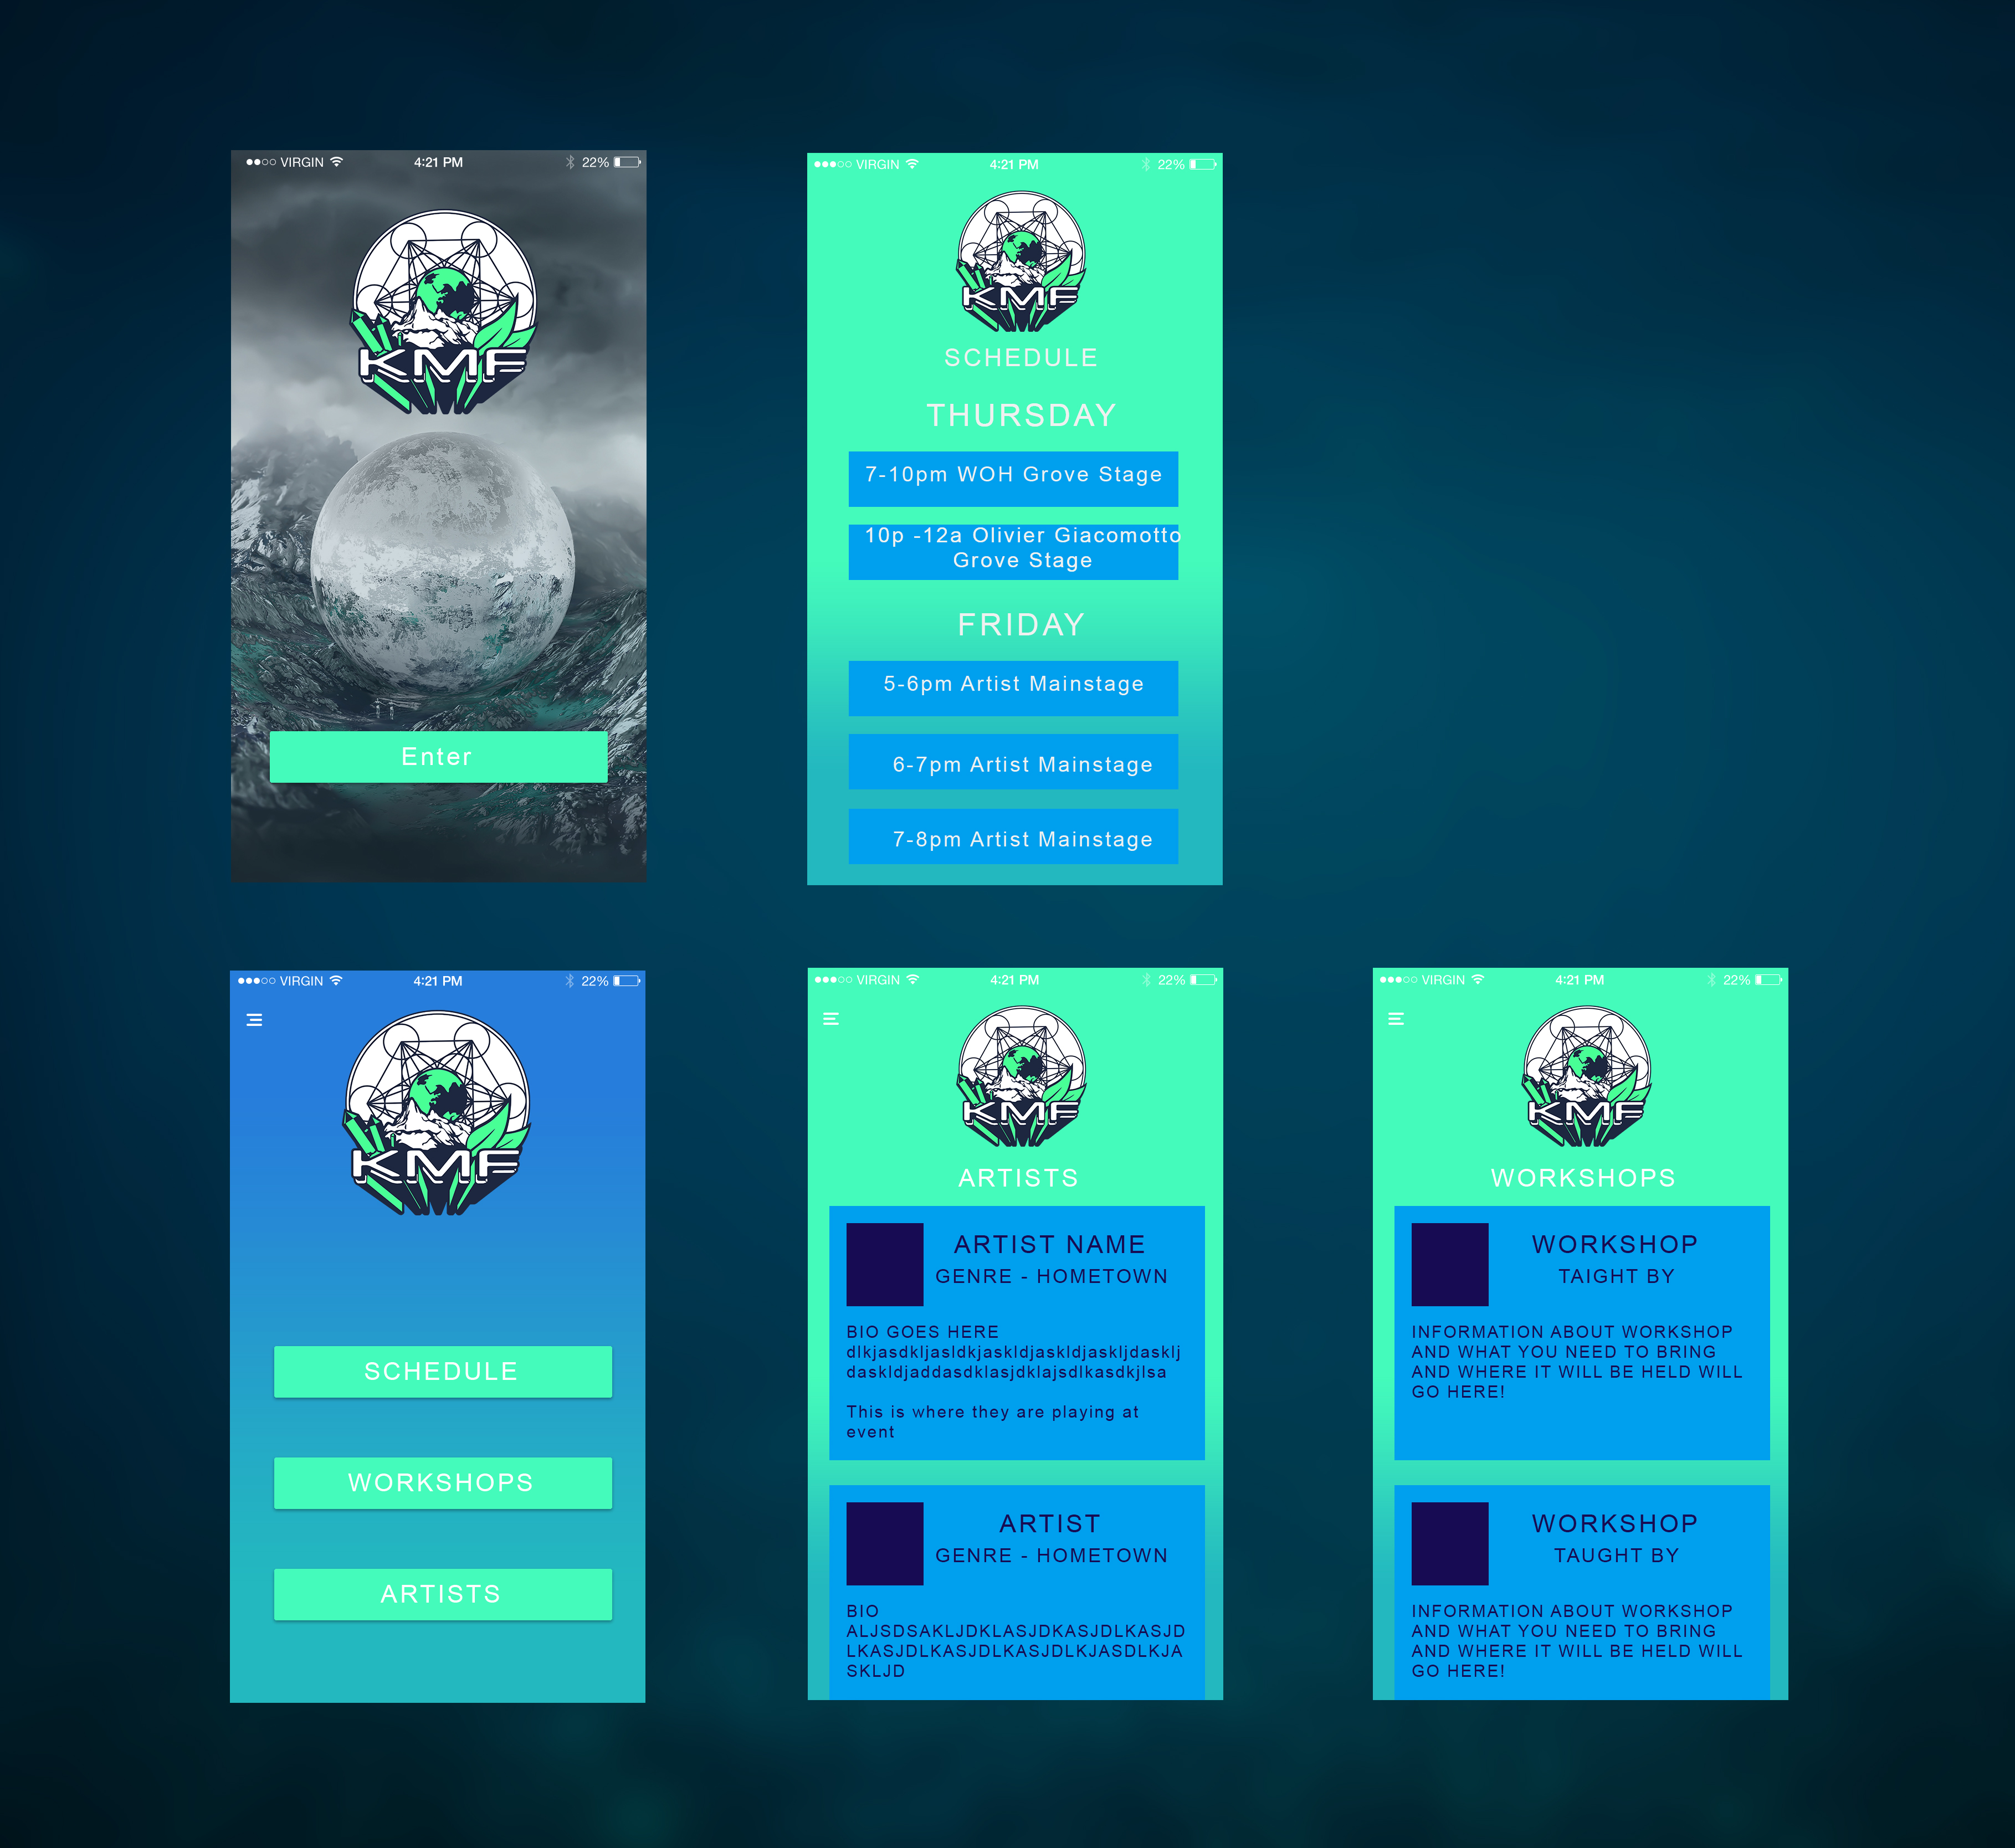 VIRGIN 4:21 PM 22%
KMF
Enter
VIRGIN 4:21 PM 22%
KMF
SCHEDULE
THURSDAY
7-10pm WOH Grove Stage
10p -12a Olivier Giacomotto
Grove Stage
FRIDAY
5-6pm Artist Mainstage
6-7pm Artist Mainstage
7-8pm Artist Mainstage
VIRGIN 4:21 PM 22%
KMF
SCHEDULE
WORKSHOPS
ARTISTS
VIRGIN 4:21 PM 22%
KMF
ARTISTS
ARTIST NAME
GENRE - HOMETOWN
BIO GOES HERE
dlkjasdkljasldkjaskldjaskldjaskljdasklj
daskldjaddasdklasjdklajsdlkasdkjlsa
This is where they are playing at
event
ARTIST
GENRE - HOMETOWN
BIO
ALJSDSAKLJDKLASJDKASJDLKASJD
LKASJDLKASJDLKASJDLKJASDLKJA
SKLJD
VIRGIN 4:21 PM 22%
KMF
WORKSHOPS
WORKSHOP
TAIGHT BY
INFORMATION ABOUT WORKSHOP
AND WHAT YOU NEED TO BRING
AND WHERE IT WILL BE HELD WILL
GO HERE!
WORKSHOP
TAUGHT BY
INFORMATION ABOUT WORKSHOP
AND WHAT YOU NEED TO BRING
AND WHERE IT WILL BE HELD WILL
GO HERE!